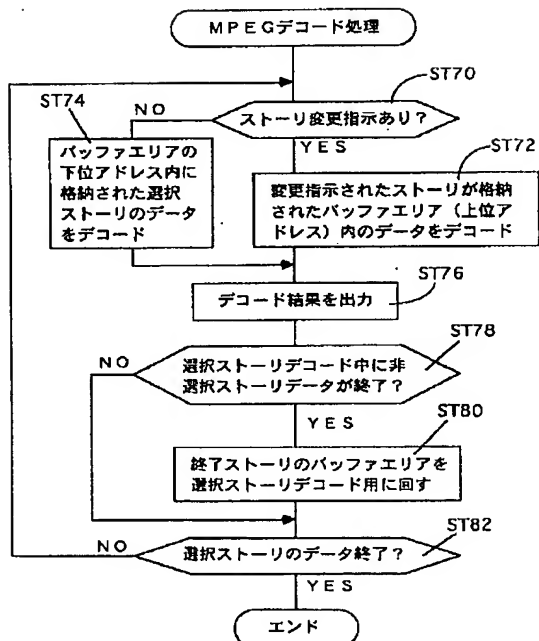 MPEGデコード処理
ST70
ストーリ変更指示あり?
NO
YES
ST74
バッファエリアの
下位アドレス内に
格納された選択
ストーリのデータ
をデコード
ST72
変更指示されたストーリが格納
されたバッファエリア(上位ア
ドレス)内のデータをデコード
ST76
デコード結果を出力
ST78
選択ストーリデコード中に非
選択ストーリデータが終了?
NO
YES
ST80
終了ストーリのバッファエリアを
選択ストーリデコード用に回す
ST82
選択ストーリのデータ終了?
NO
YES
エンド